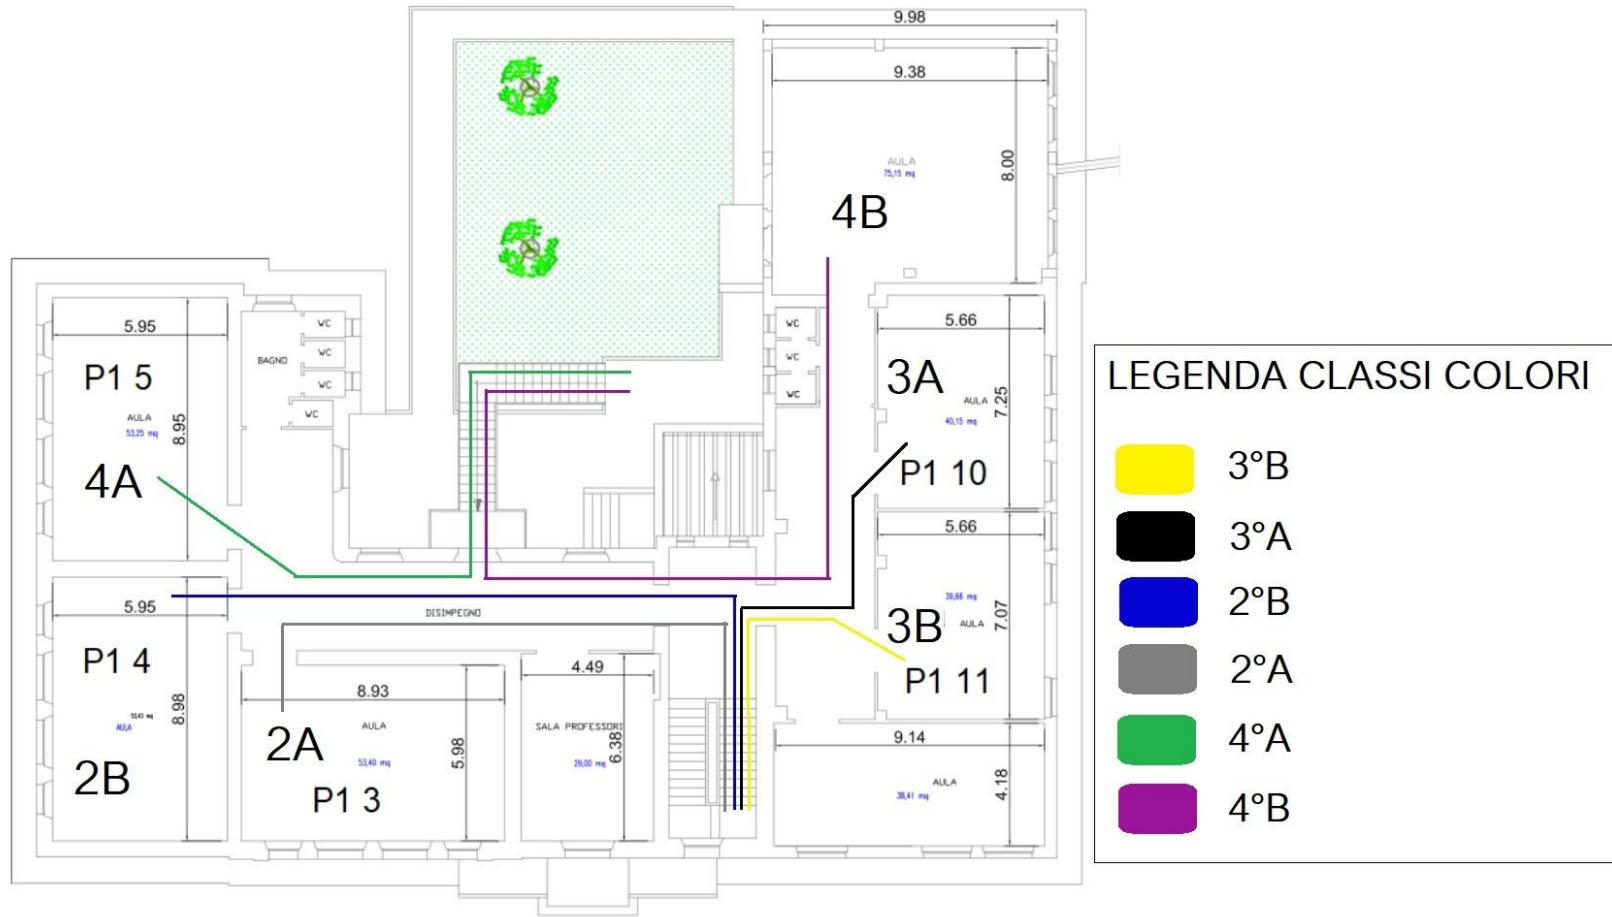 9.98
9.38
AULA
75,15 mq
8.00
4B
5.95
P1 5
AULA
53,25 mq
8.95
4A
BAGNO
WC
WC
WC
WC
WC
WC
WC
5.66
3A
AULA
40,15 mq
7.25
P1 10
5.66
39,66 mq
3B
AULA
7.07
P1 11
5.95
P1 4
8.98
AULA
2B
DISIMPEGNO
8.93
AULA
2A
53,40 mq
5.98
P1 3
4.49
SALA PROFESSORI
6.38
29,00 mq
9.14
AULA
38,41 mq
4.18
LEGENDA CLASSI COLORI
3°B
3°A
2°B
2°A
4°A
4°B